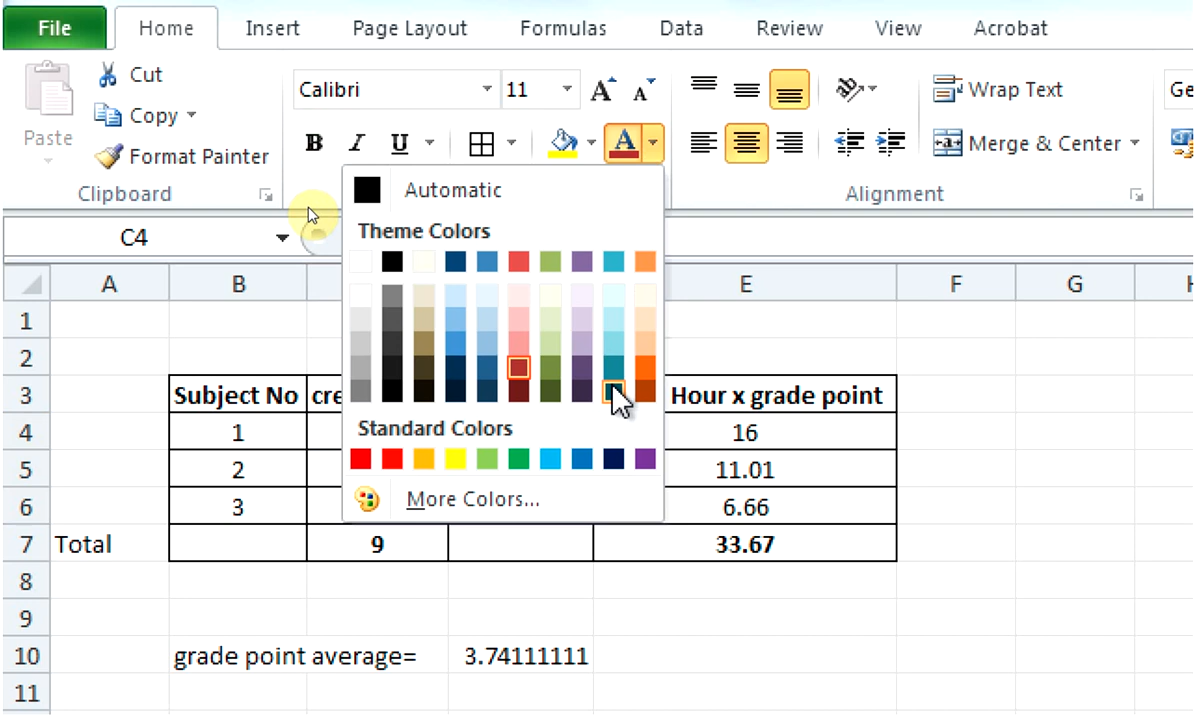 File Home Insert Page Layout Formulas Data Review View Acrobat
Cut
Calibri 11 A A Wrap Text
Copy
Paste
B I U A Merge & Center
Format Painter
Clipboard Alignment
Automatic
C4
Theme Colors
A B E F G
1
2
3 Subject No Hour x grade point
4 1 16
Standard Colors
5 2 11.01
6 3 6.66
More Colors...
7 Total 9 33.67
8
9
10 grade point average= 3.74111111
11